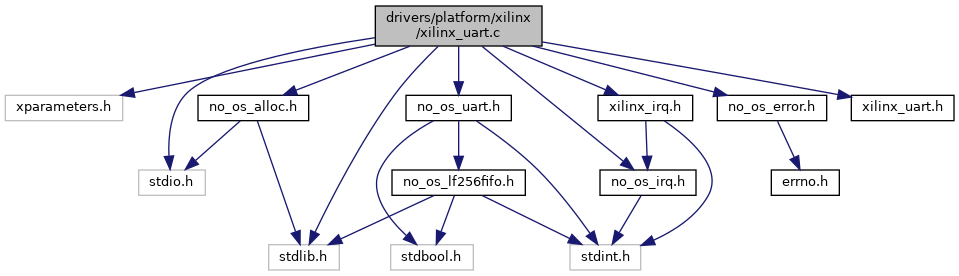 drivers/platform/xilinx
/xilinx_uart.c
xparameters.h
no_os_alloc.h
no_os_uart.h
xilinx_irq.h
no_os_error.h
xilinx_uart.h
stdio.h
no_os_lf256fifo.h
no_os_irq.h
errno.h
stdlib.h
stdbool.h
stdint.h